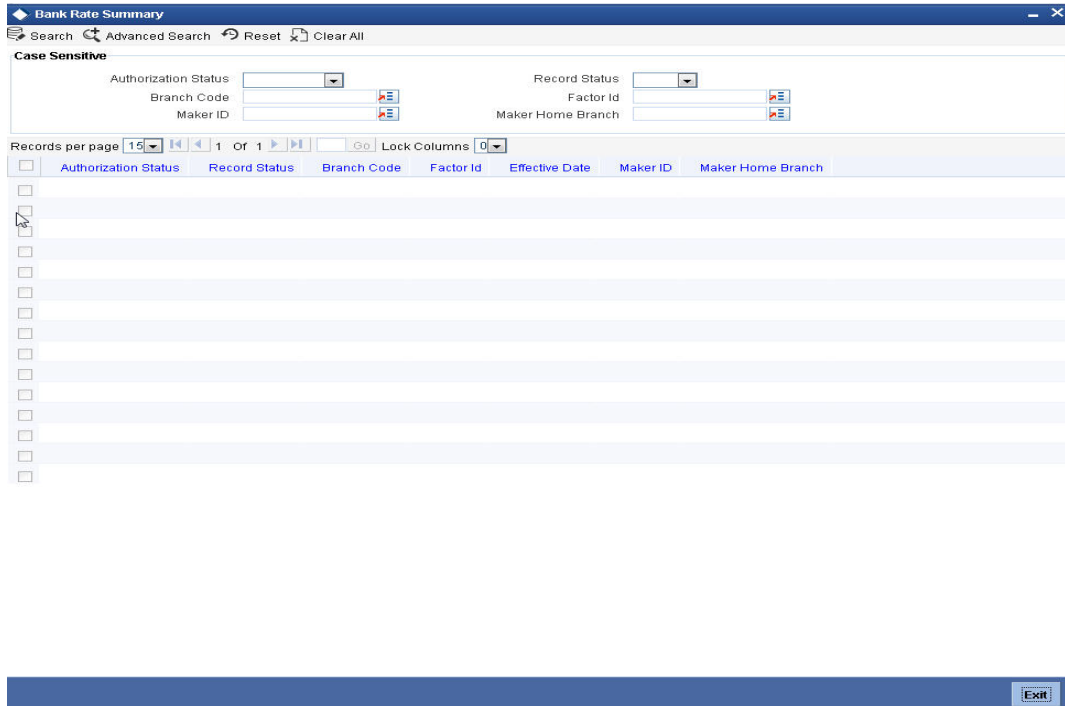 Bank Rate Summary
Search Advanced Search Reset Clear All
Case Sensitive
Authorization Status Record Status
Branch Code Factor Id
Maker ID Maker Home Branch
Records per page 15 1 Of 1 Go Lock Columns 0
Authorization Status Record Status Branch Code Factor Id Effective Date Maker ID Maker Home Branch
Exit